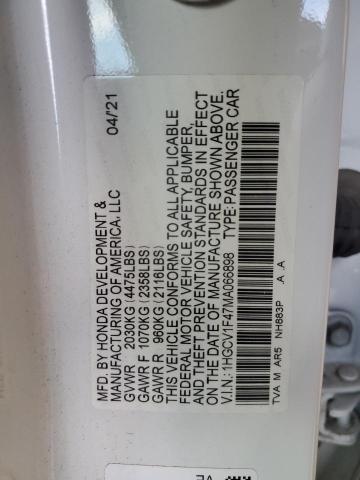 MFD. BY HONDA DEVELOPMENT & 04/21
MANUFACTURING OF AMERICA, LLC
GVWR 2030KG(4475LBS)
GAWR F 1070KG(2358LBS)
GAWR R 960KG(2116LBS)
THIS VEHICLE CONFORMS TO ALL APPLICABLE
FEDERAL MOTOR VEHICLE SAFETY, BUMPER,
AND THEFT PREVENTION STANDARDS IN EFFECT
ON THE DATE OF MANUFACTURE SHOWN ABOVE.
V.I.N.: 1HGCV1F47MA066898 TYPE: PASSENGER CAR
TVA M AR5 NH883P . A . A